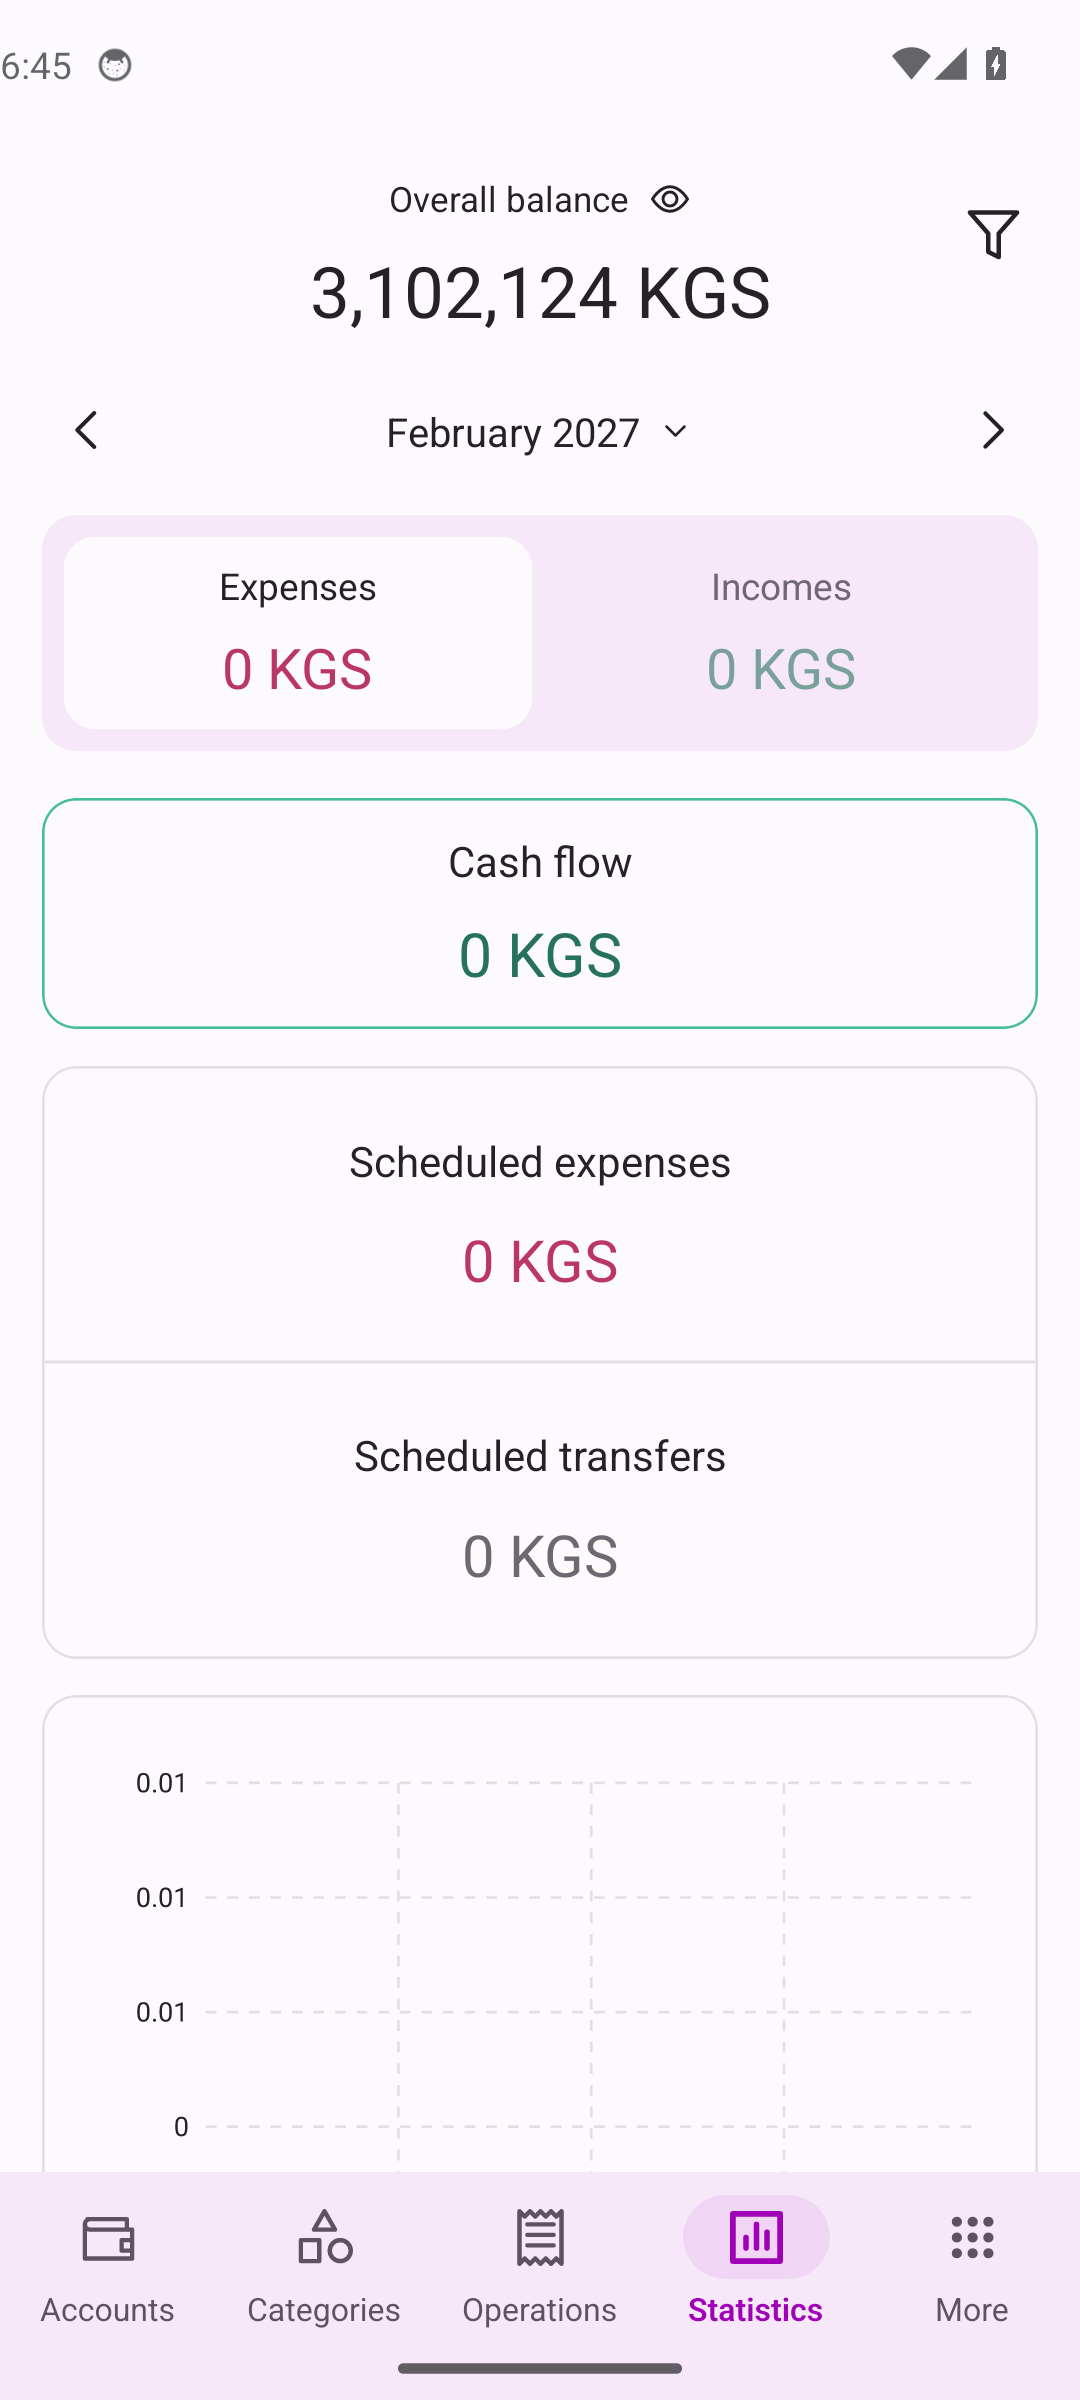 6:45
Overall balance
3,102,124 KGS
February 2027
Expenses
0 KGS
Incomes
0 KGS
Cash flow
0 KGS
Scheduled expenses
0 KGS
Scheduled transfers
0 KGS
0.01
0.01
0.01
0
Accounts
Categories
Operations
Statistics
More